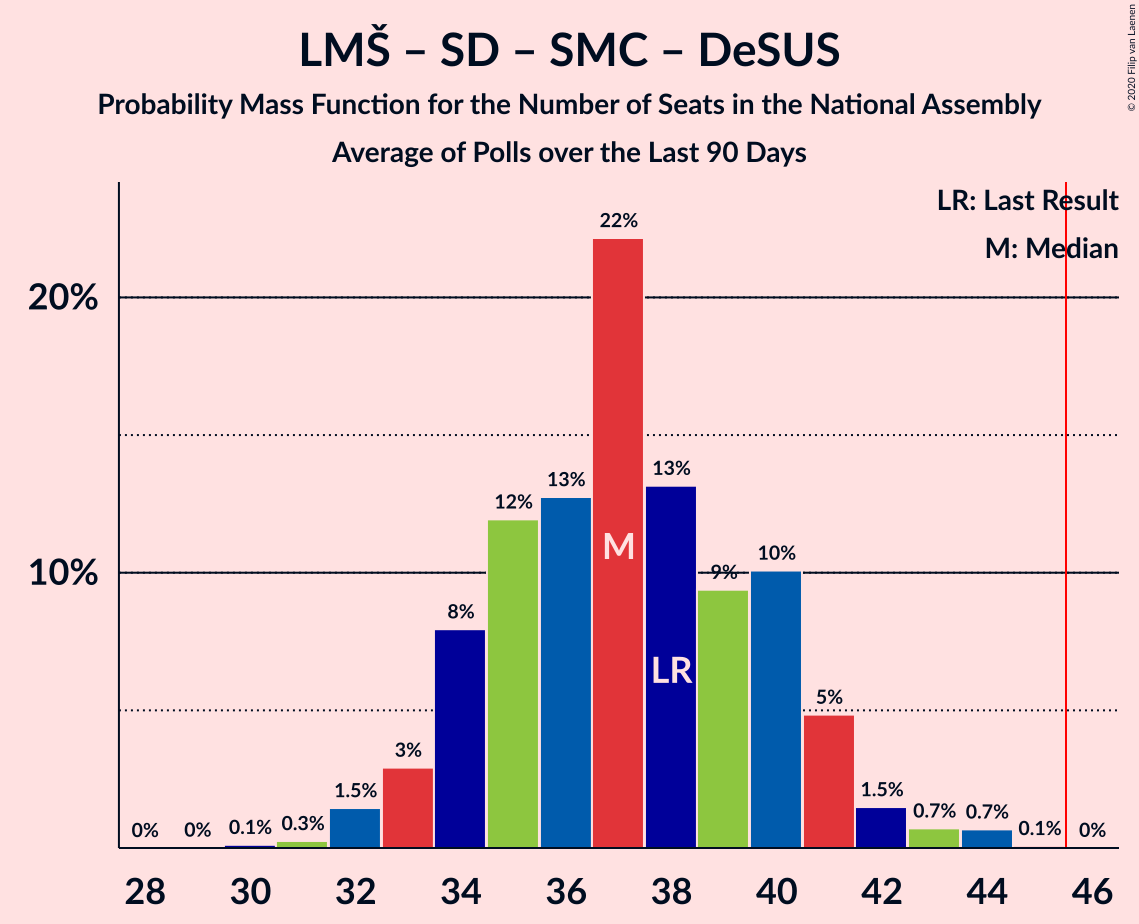 LMŠ – SD – SMC – DeSUS
Probability Mass Function for the Number of Seats in the National Assembly
Average of Polls over the Last 90 Days
© 2020 Filip van Laenen
LR: Last Result
M: Median
20%
10%
0%
0%
0.1%
0.3%
1.5%
3%
8%
12%
13%
22%
13%
9%
10%
5%
1.5%
0.7%
0.7%
0.1%
0%
M
LR
28 30 32 34 36 38 40 42 44 46